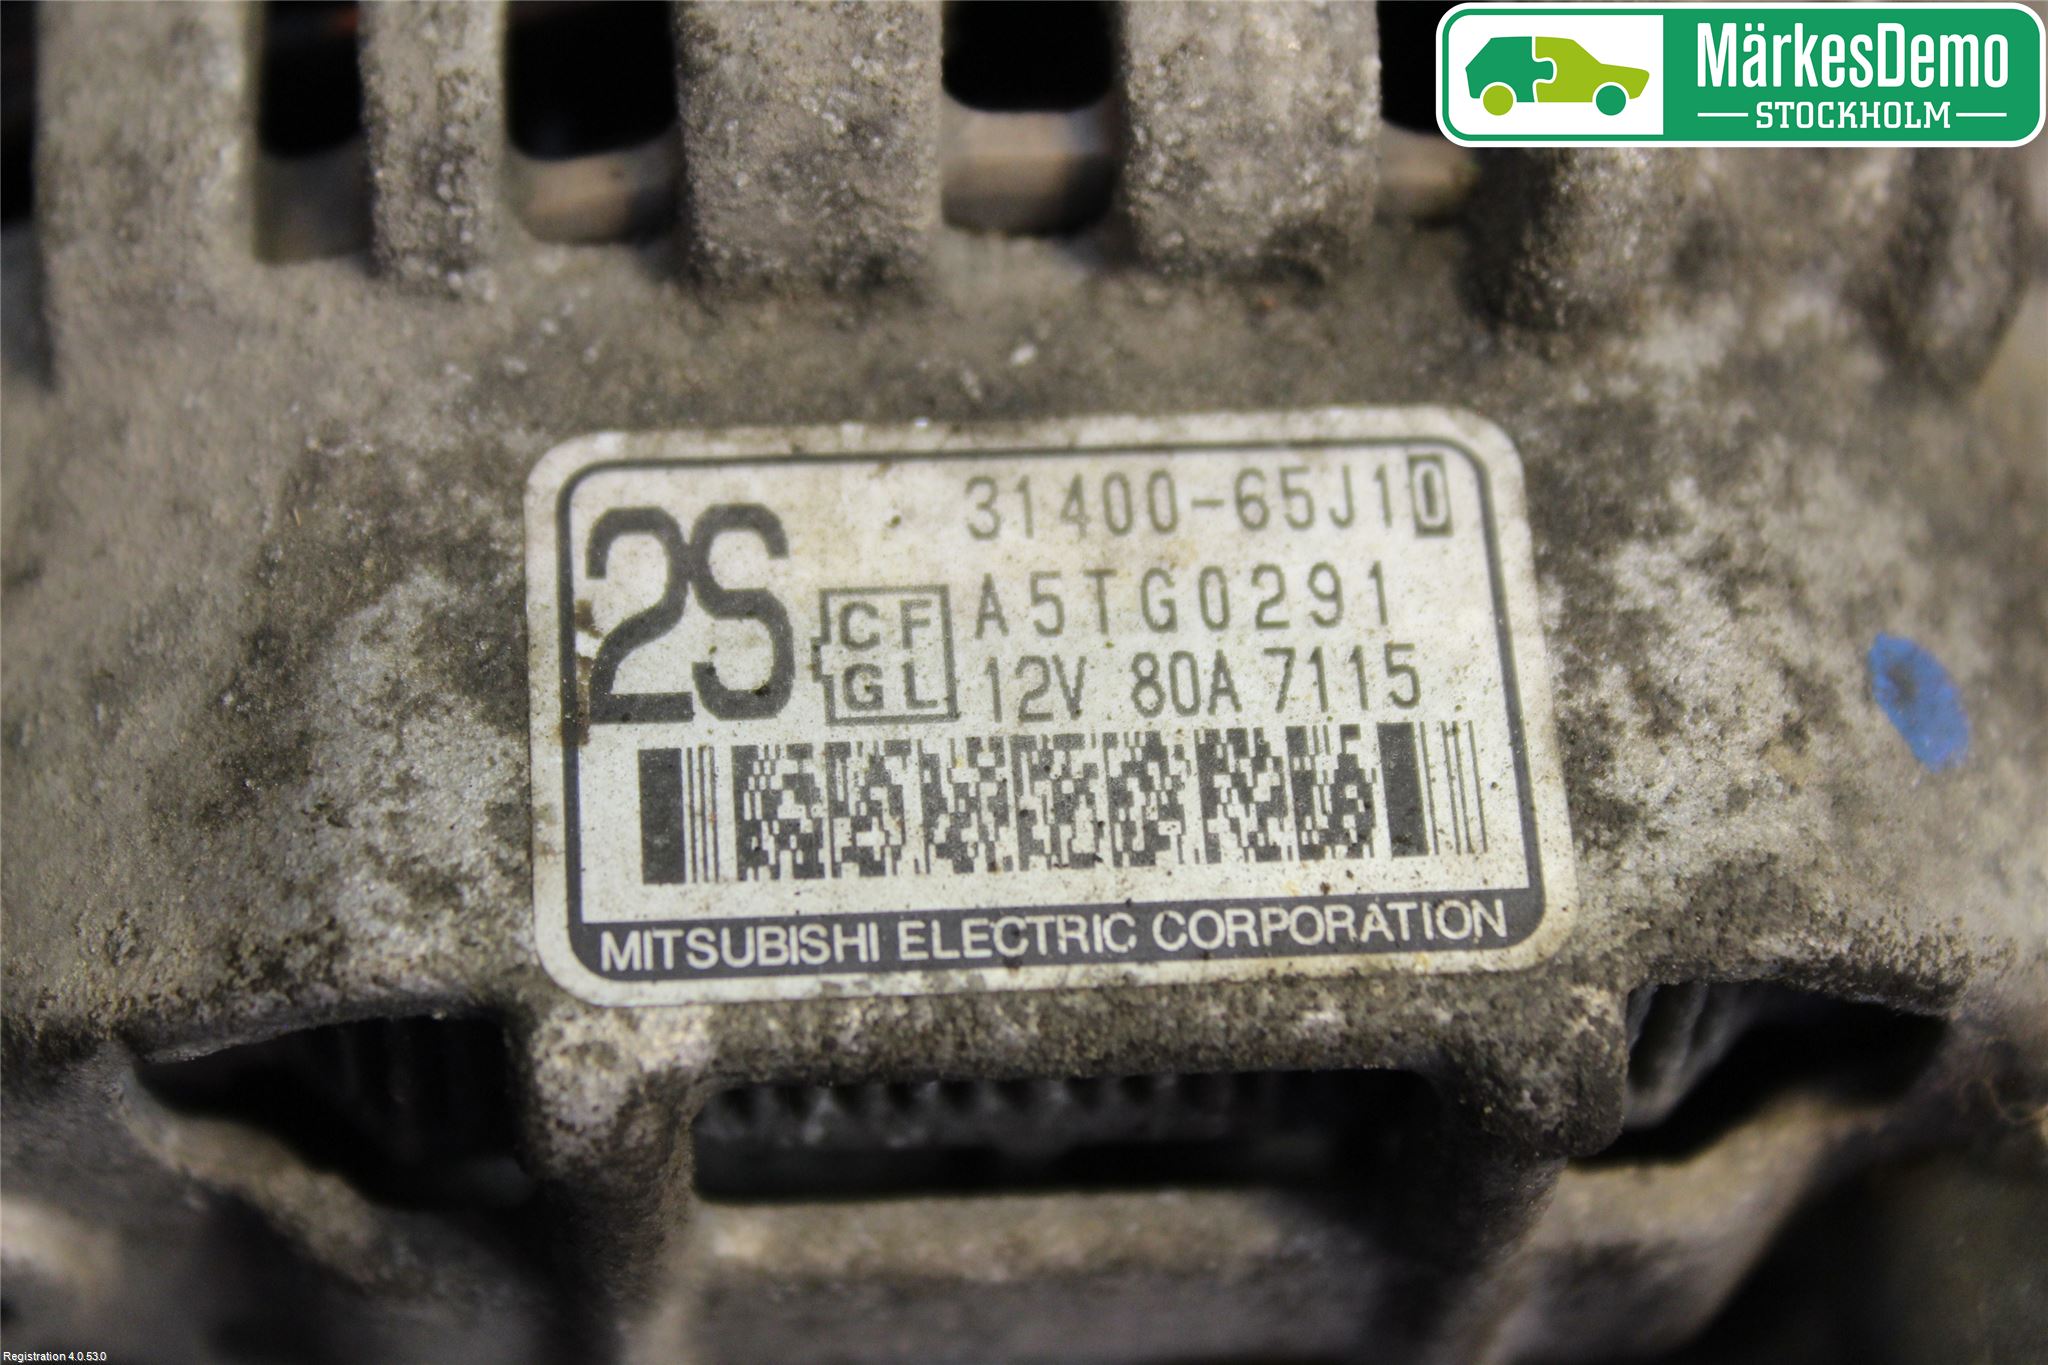 MärkesDemo
STOCKHOLM
31400-65J10
2S
A5TG0291
CF
GL
12V 80A 7115
MITSUBISHI ELECTRIC CORPORATION
Registration 4.0.53.0